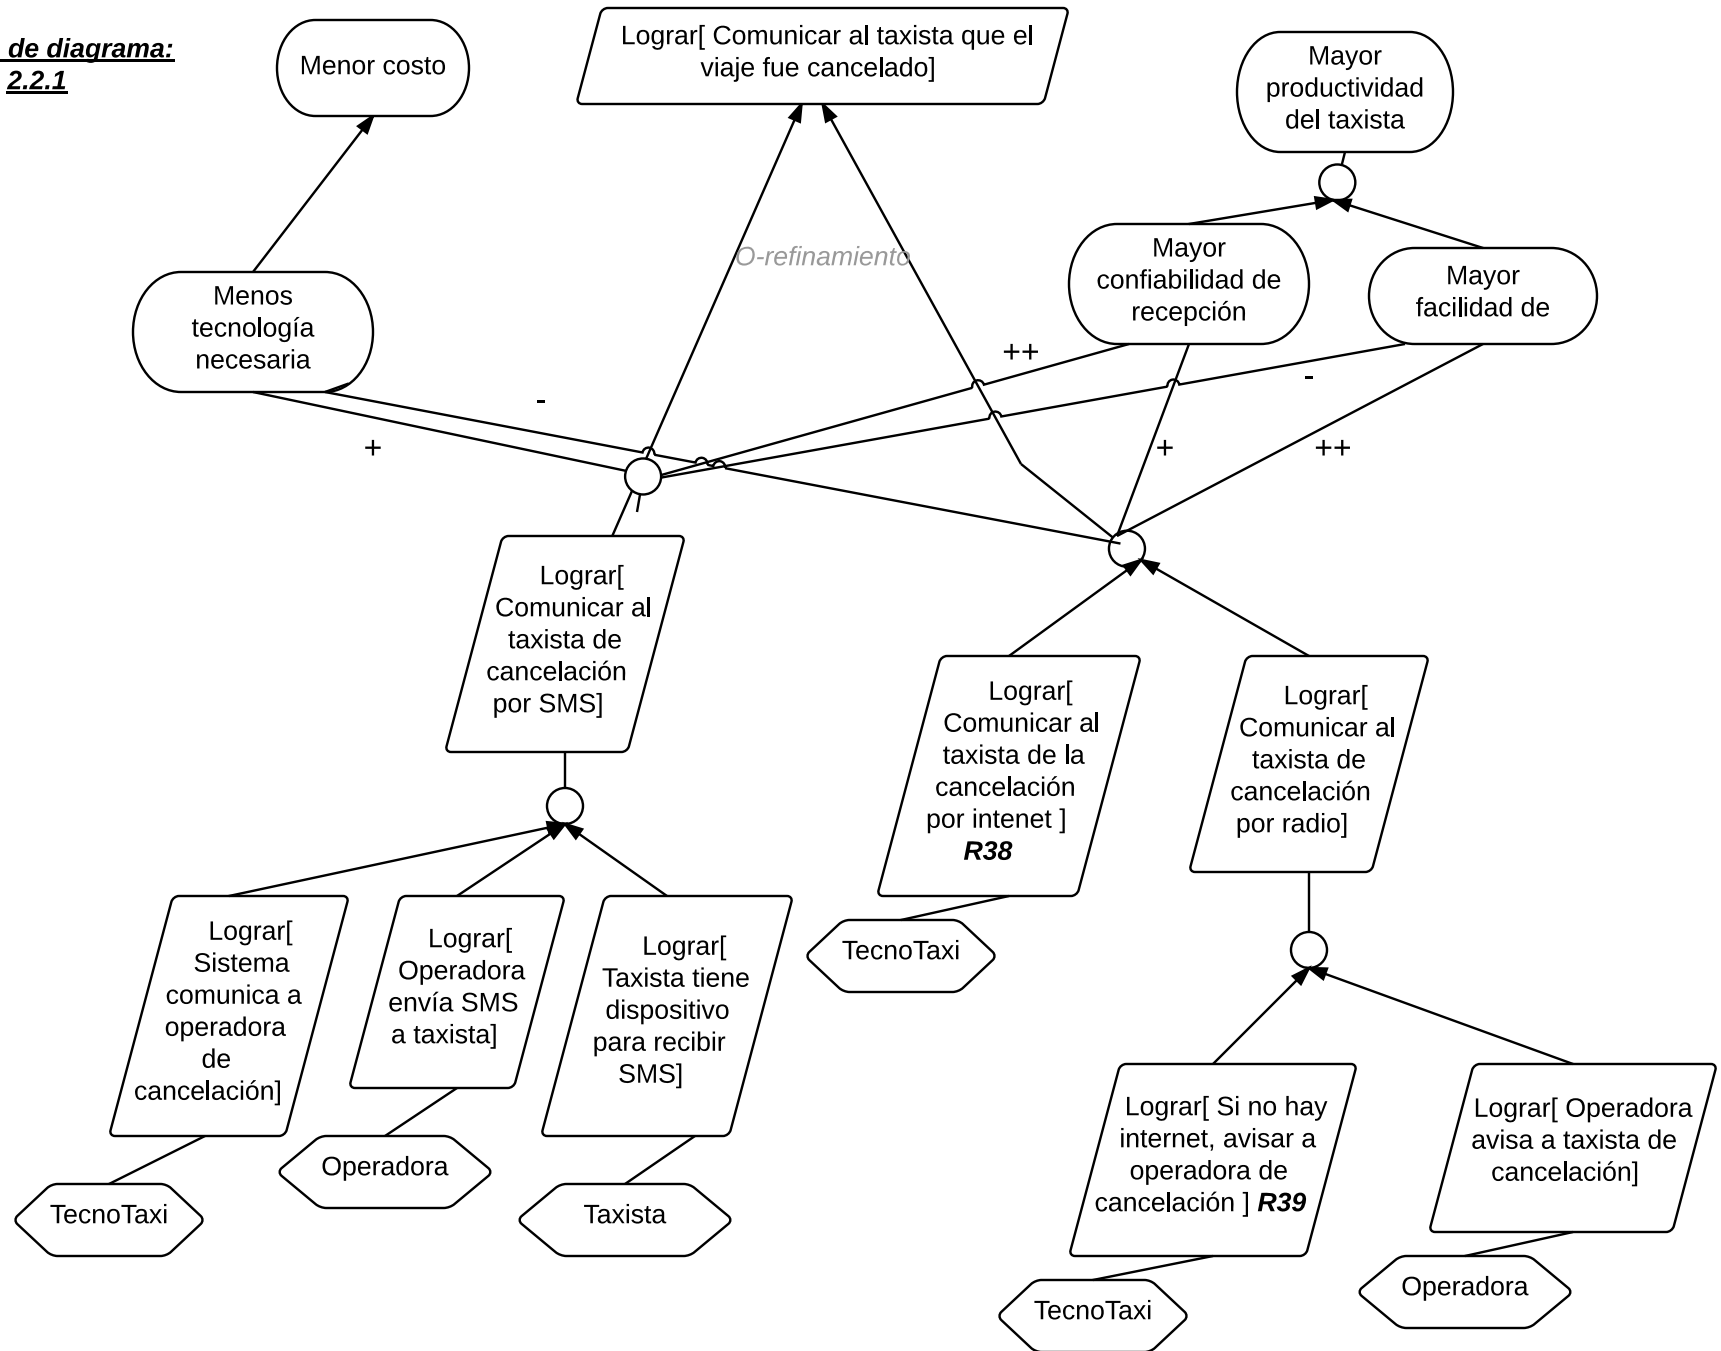 de diagrama:
2.2.1
Menor costo
Lograr[ Comunicar al taxista que el
viaje fue cancelado]
Mayor
productividad
del taxista
O-refinamiento
Menos
tecnología
necesaria
Mayor
confiabilidad de
recepción
Mayor
facilidad de
++
-
-
+
+
++
Lograr[
Comunicar al
taxista de
cancelación
por SMS]
Lograr[
Comunicar al
taxista de la
cancelación
por intenet ]
R38
Lograr[
Comunicar al
taxista de
cancelación
por radio]
Lograr[
Sistema
comunica a
operadora
de
cancelación]
Lograr[
Operadora
envía SMS
a taxista]
Lograr[
Taxista tiene
dispositivo
para recibir
SMS]
TecnoTaxi
Lograr[ Si no hay
internet, avisar a
operadora de
cancelación ] R39
Lograr[ Operadora
avisa a taxista de
cancelación]
TecnoTaxi
Operadora
Taxista
TecnoTaxi
Operadora